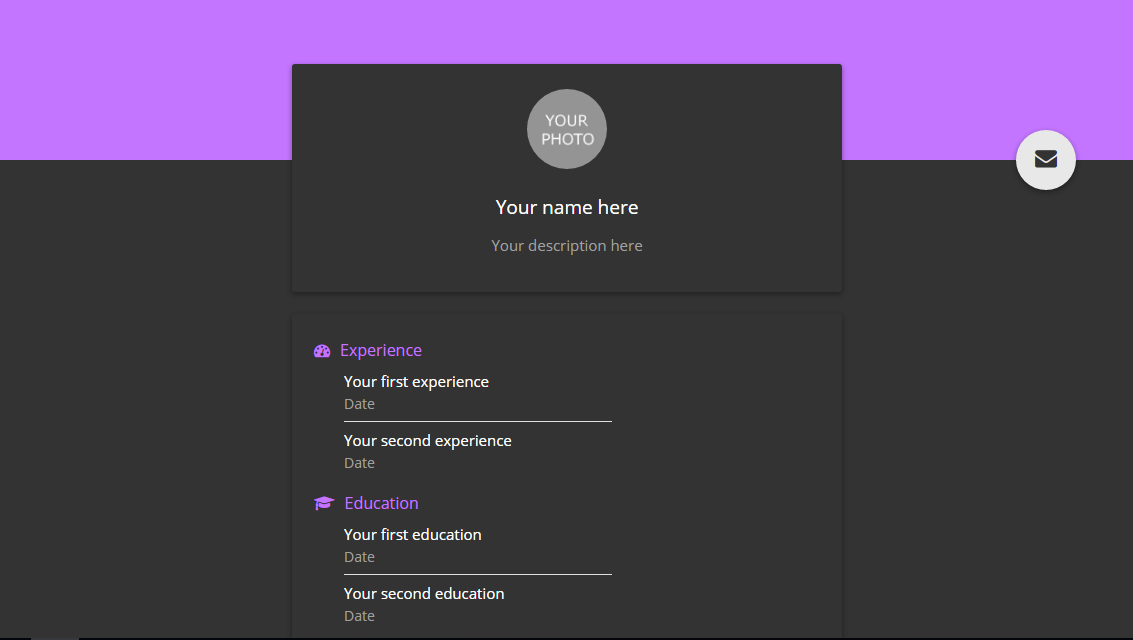 YOUR
PHOTO
Your name here
Your description here
Experience
Your first experience
Date
Your second experience
Date
Education
Your first education
Date
Your second education
Date